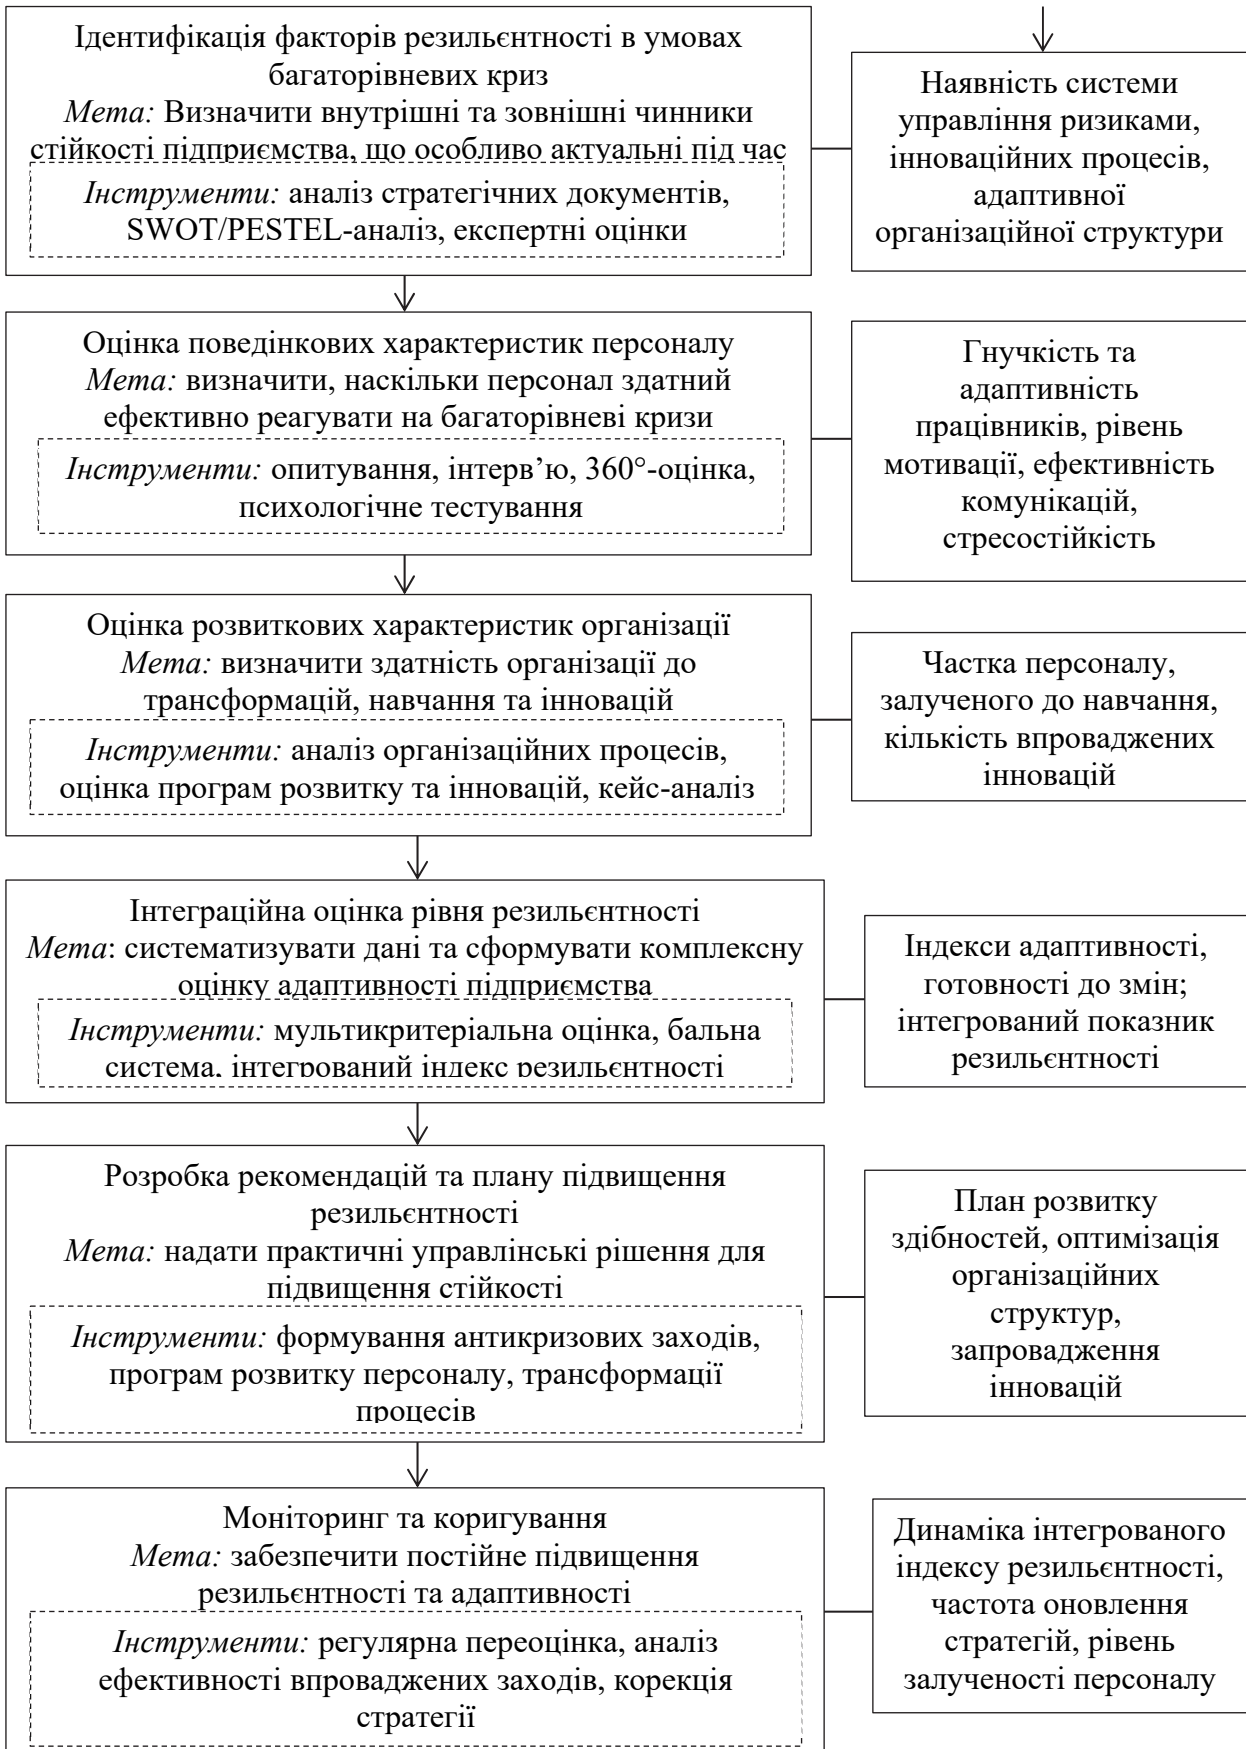 Ідентифікація факторів резильєнтності в умовах
багаторівневих криз
Мета: Визначити внутрішні та зовнішні чинники
стійкості підприємства, що особливо актуальні під час
Інструменти: аналіз стратегічних документів,
SWOT/PESTEL-аналіз, експертні оцінки
Наявність системи
управління ризиками,
інноваційних процесів,
адаптивної
організаційної структури
Оцінка поведінкових характеристик персоналу
Мета: визначити, наскільки персонал здатний
ефективно реагувати на багаторівневі кризи
Інструменти: опитування, інтерв’ю, 360°-оцінка,
психологічне тестування
Гнучкість та
адаптивність
працівників, рівень
мотивації, ефективність
комунікацій,
стресостійкість
Оцінка розвиткових характеристик організації
Мета: визначити здатність організації до
трансформацій, навчання та інновацій
Інструменти: аналіз організаційних процесів,
оцінка програм розвитку та інновацій, кейс-аналіз
Частка персоналу,
залученого до навчання,
кількість впроваджених
інновацій
Інтеграційна оцінка рівня резильєнтності
Мета: систематизувати дані та сформувати комплексну
оцінку адаптивності підприємства
Інструменти: мультикритеріальна оцінка, бальна
система, інтегрований індекс резильєнтності
Індекси адаптивності,
готовності до змін;
інтегрований показник
резильєнтності
Розробка рекомендацій та плану підвищення
резильєнтності
Мета: надати практичні управлінські рішення для
підвищення стійкості
Інструменти: формування антикризових заходів,
програм розвитку персоналу, трансформації
процесів
План розвитку
здібностей, оптимізація
організаційних
структур,
запровадження
інновацій
Моніторинг та коригування
Мета: забезпечити постійне підвищення
резильєнтності та адаптивності
Інструменти: регулярна переоцінка, аналіз
ефективності впроваджених заходів, корекція
стратегії
Динаміка інтегрованого
індексу резильєнтності,
частота оновлення
стратегій, рівень
залученості персоналу